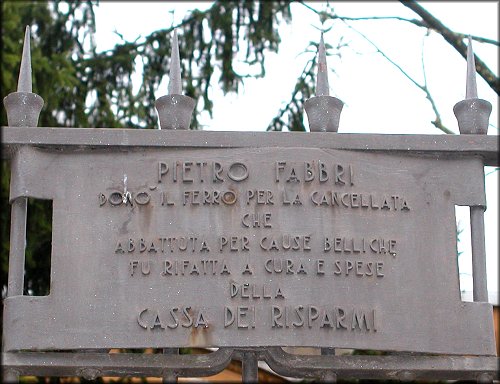 PIETRO FABBRI
DONO' IL FERRO PER LA CANCELLATA
CHE
ABBATTUTA PER CAUSE BELLICHE
FU RIFATTA A CURA E SPESE
DELLA
CASSA DEI RISPARMI